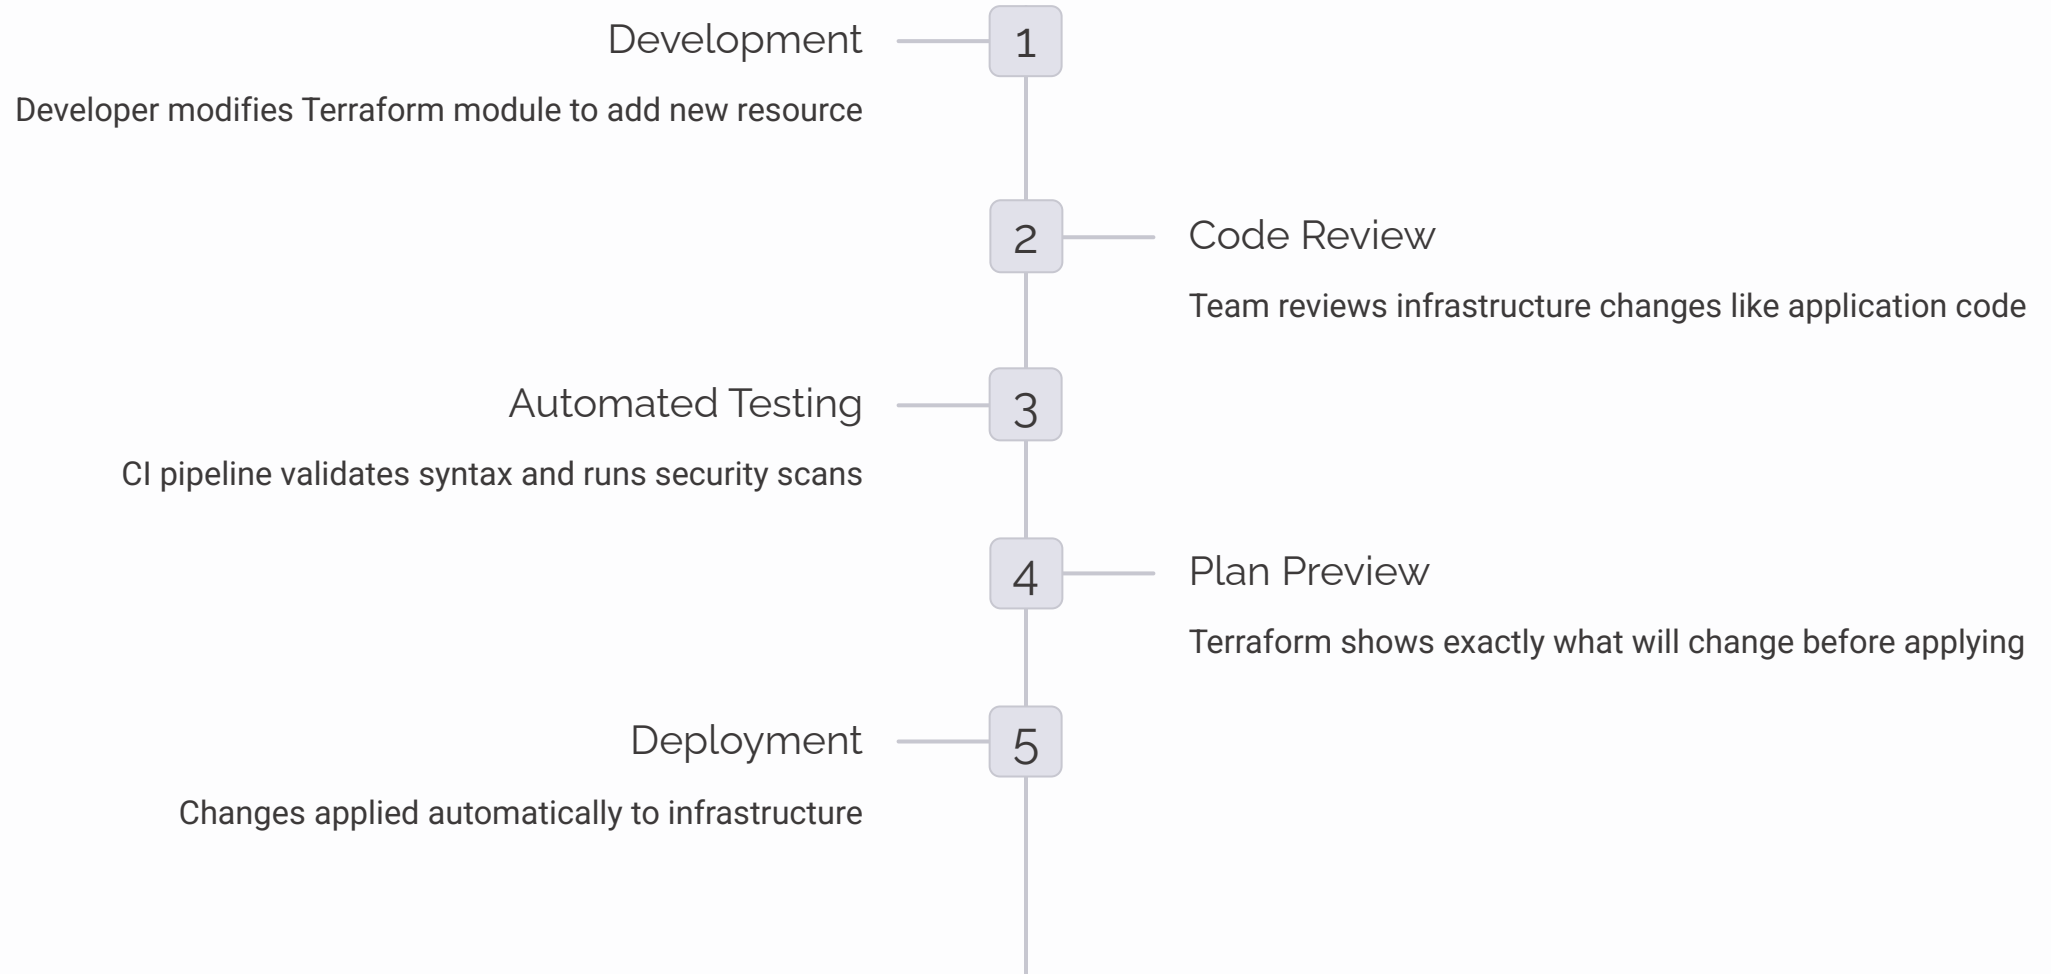 Development
1
Developer modifies Terraform module to add new resource
2
Code Review
Team reviews infrastructure changes like application code
Automated Testing
3
CI pipeline validates syntax and runs security scans
4
Plan Preview
Terraform shows exactly what will change before applying
Deployment
5
Changes applied automatically to infrastructure